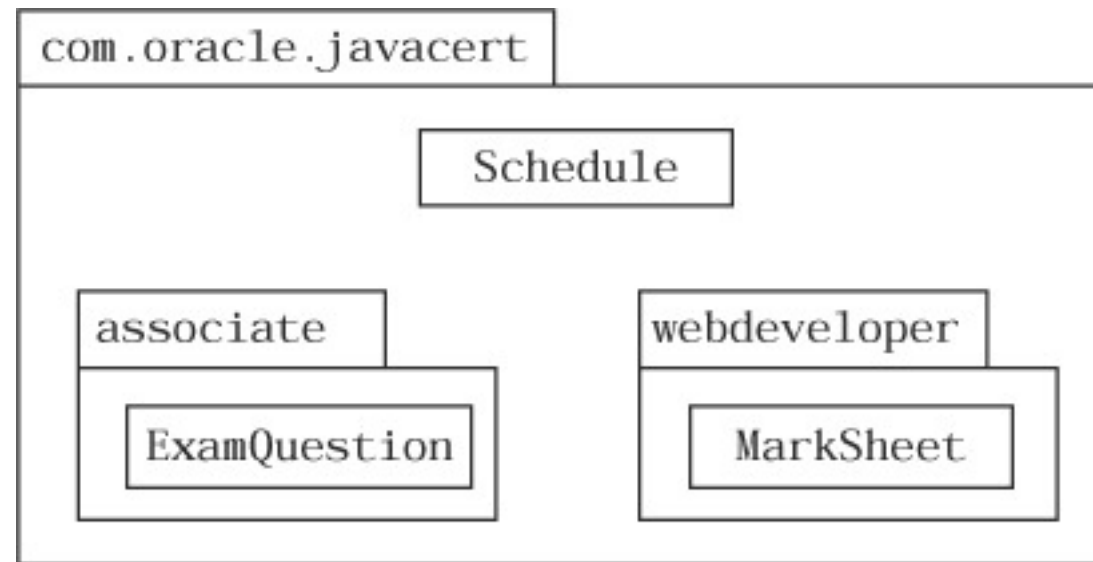 com.oracle.javacert
Schedule
associate
webdeveloper
ExamQuestion
MarkSheet